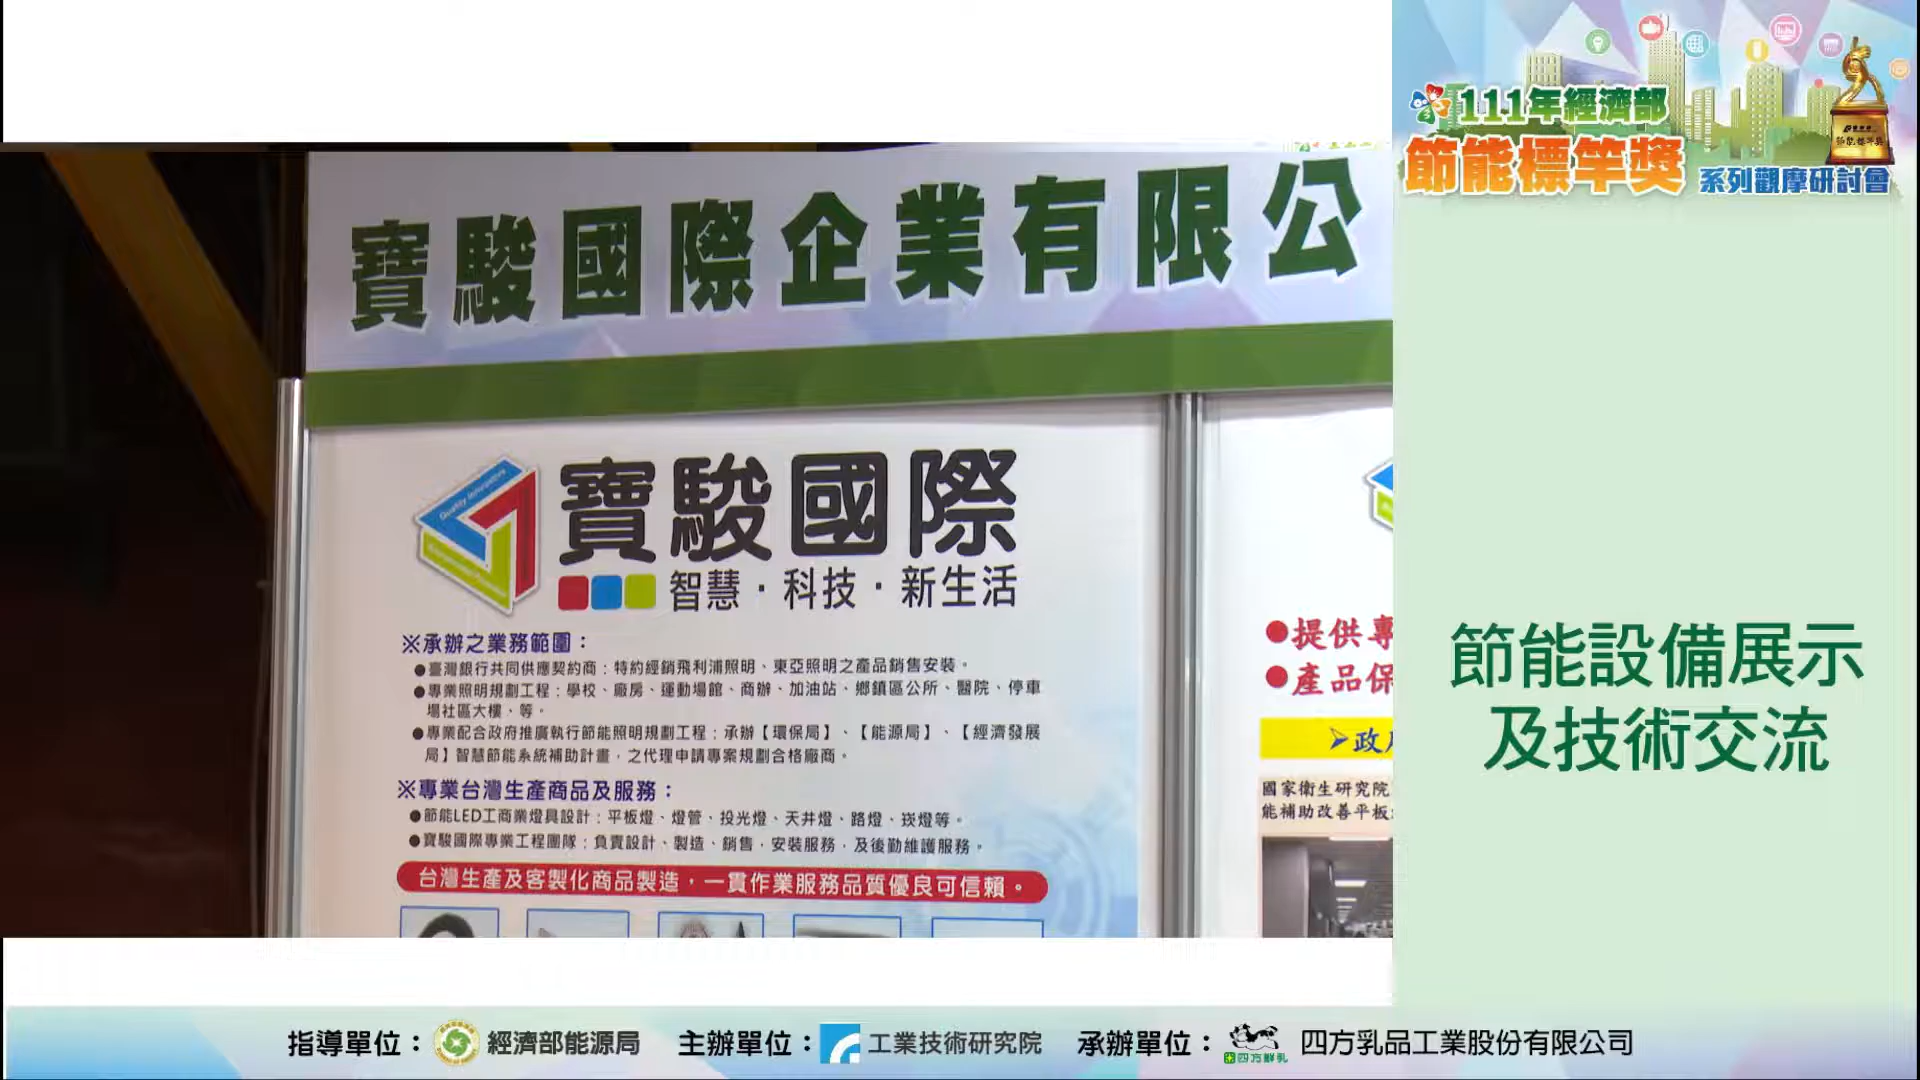 111年經濟部
節能標竿獎
系列觀摩研討會
寶駿國際企業有限公
寶駿國際
智慧·科技·新生活
※承辦之業務範圍：
●臺灣銀行共同供應契約商：特約經銷飛利浦照明、東亞照明之產品銷售安裝。
●專業照明規劃工程：學校、廠房、運動場館、商辦、加油站、鄉鎮區公所、醫院、停車
場社區大樓、等。
●專業配合政府推廣執行節能照明規劃工程：承辦【環保局】、【能源局】、【經濟發展
局】智慧節能系統補助計畫，之代理申請專案規劃合格廠商。
※專業台灣生產商品及服務：
●節能LED工商業燈具設計：平板燈、燈管、投光燈、天井燈、路燈、崁燈等。
●寶駿國際專業工程團隊：負責設計、製造、銷售，安裝服務，及後勤維護服務。
台灣生產及客製化商品製造，一貫作業服務品質優良可信賴。
●提供專
●產品保
➢政
國家衛生研究院
能補助改善平板
節能設備展示
及技術交流
指導單位：經濟部能源局 主辦單位：工業技術研究院 承辦單位：四方鮮乳 四方乳品工業股份有限公司